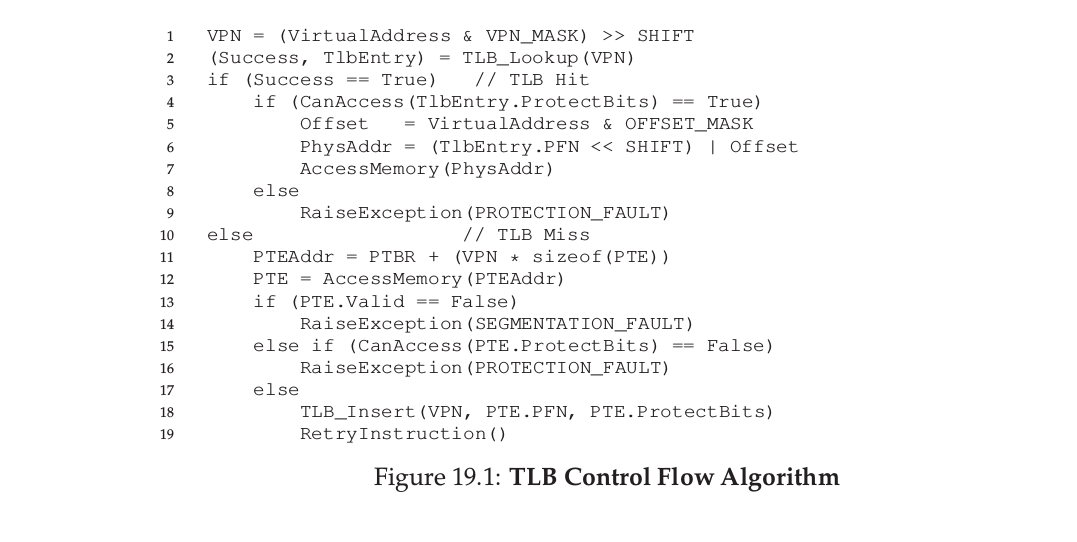 1 VPN = (VirtualAddress & VPN_MASK) >> SHIFT
2 (Success, TlbEntry) = TLB_Lookup(VPN)
3 if (Success == True) // TLB Hit
4 if (CanAccess(TlbEntry.ProtectBits) == True)
5 Offset = VirtualAddress & OFFSET_MASK
6 PhysAddr = (TlbEntry.PFN << SHIFT) | Offset
7 AccessMemory(PhysAddr)
8 else
9 RaiseException(PROTECTION_FAULT)
10 else // TLB Miss
11 PTEAddr = PTBR + (VPN * sizeof(PTE))
12 PTE = AccessMemory(PTEAddr)
13 if (PTE.Valid == False)
14 RaiseException(SEGMENTATION_FAULT)
15 else if (CanAccess(PTE.ProtectBits) == False)
16 RaiseException(PROTECTION_FAULT)
17 else
18 TLB_Insert(VPN, PTE.PFN, PTE.ProtectBits)
19 RetryInstruction()
Figure 19.1: TLB Control Flow Algorithm